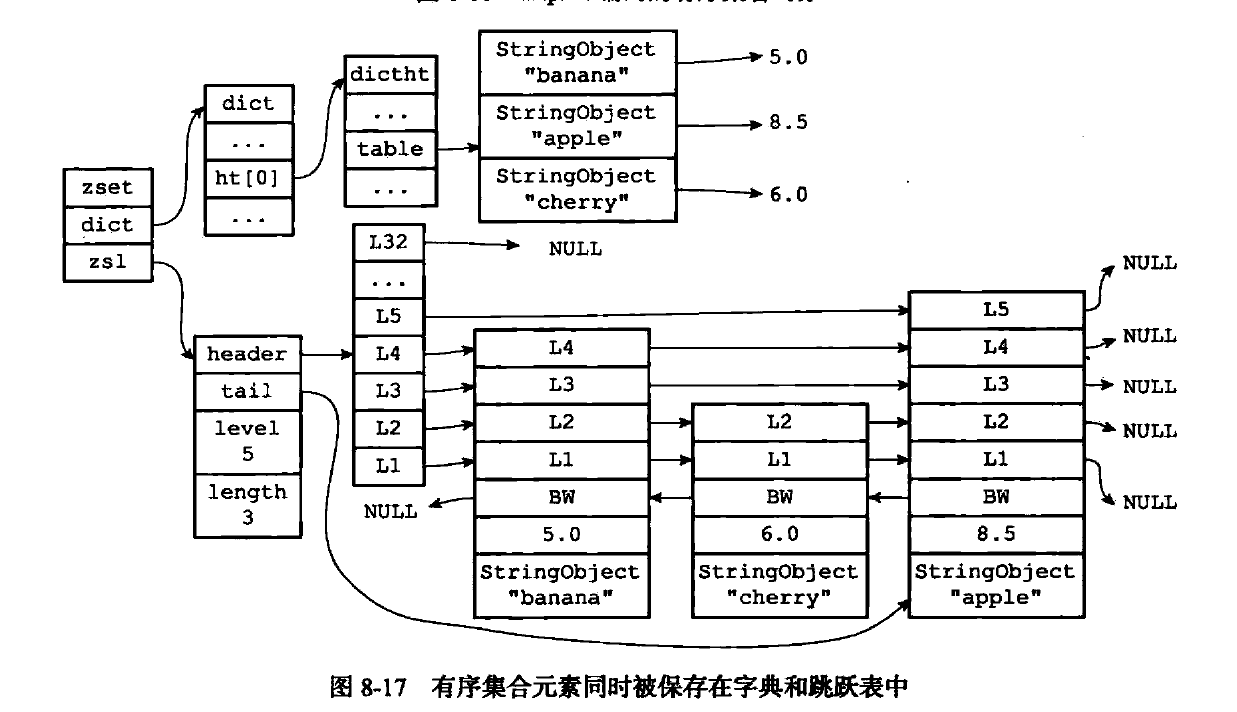 zset
dict
zsl
dict
...
ht[0]
...
dictht
...
table
...
StringObject
"banana"
StringObject
"apple"
StringObject
"cherry"
5.0
8.5
6.0
header
tail
level
5
length
3
L32
...
L5
L4
L3
L2
L1
NULL
NULL
L4
L3
L2
L1
BW
5.0
StringObject
"banana"
L2
L1
BW
6.0
StringObject
"cherry"
L5
L4
L3
L2
L1
BW
8.5
StringObject
"apple"
NULL
NULL
NULL
NULL
NULL
图 8-17 有序集合元素同时被保存在字典和跳跃表中